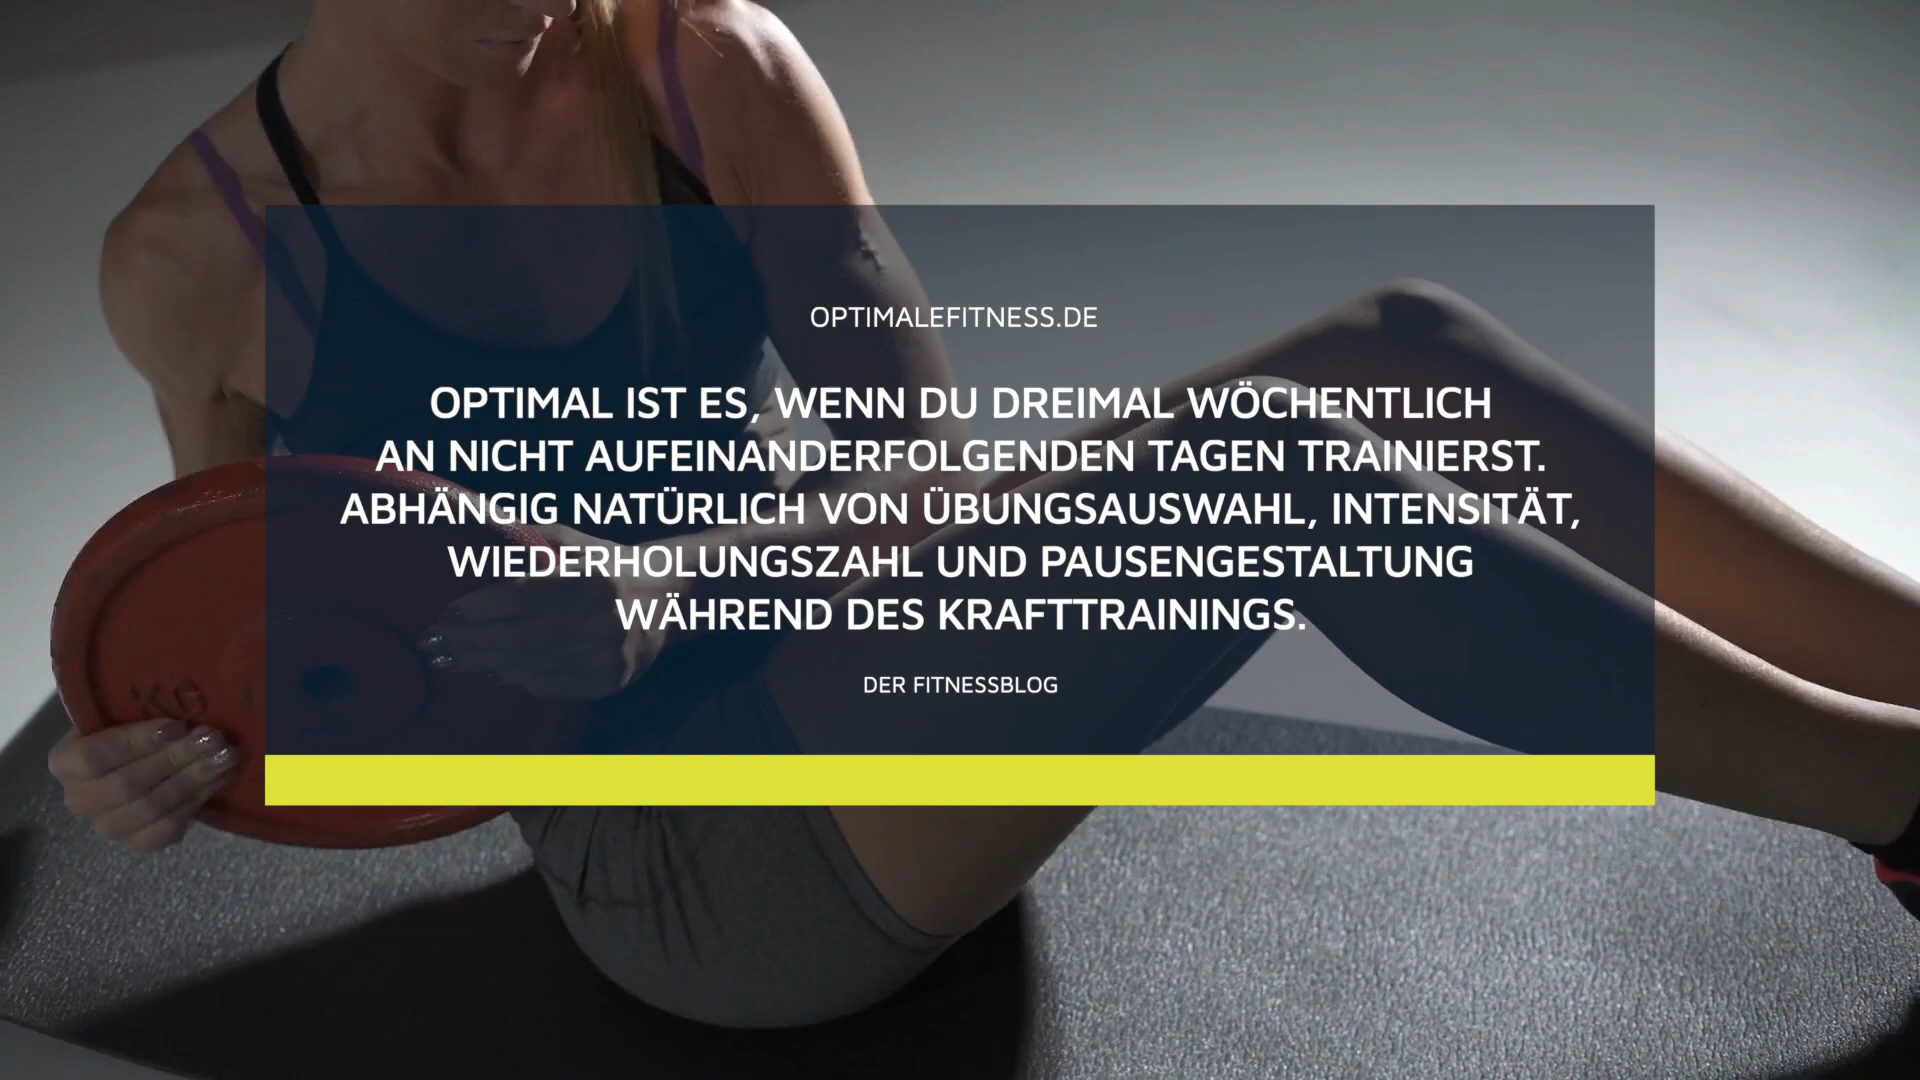 OPTIMALEFITNESS.DE
OPTIMAL IST ES, WENN DU DREIMAL WÖCHENTLICH
AN NICHT AUFEINANDERFOLGENDEN TAGEN TRAINIERST.
ABHÄNGIG NATÜRLICH VON ÜBUNGSAUSWAHL, INTENSITÄT,
WIEDERHOLUNGSZAHL UND PAUSENGESTALTUNG
WÄHREND DES KRAFTTRAININGS.
DER FITNESSBLOG
KG